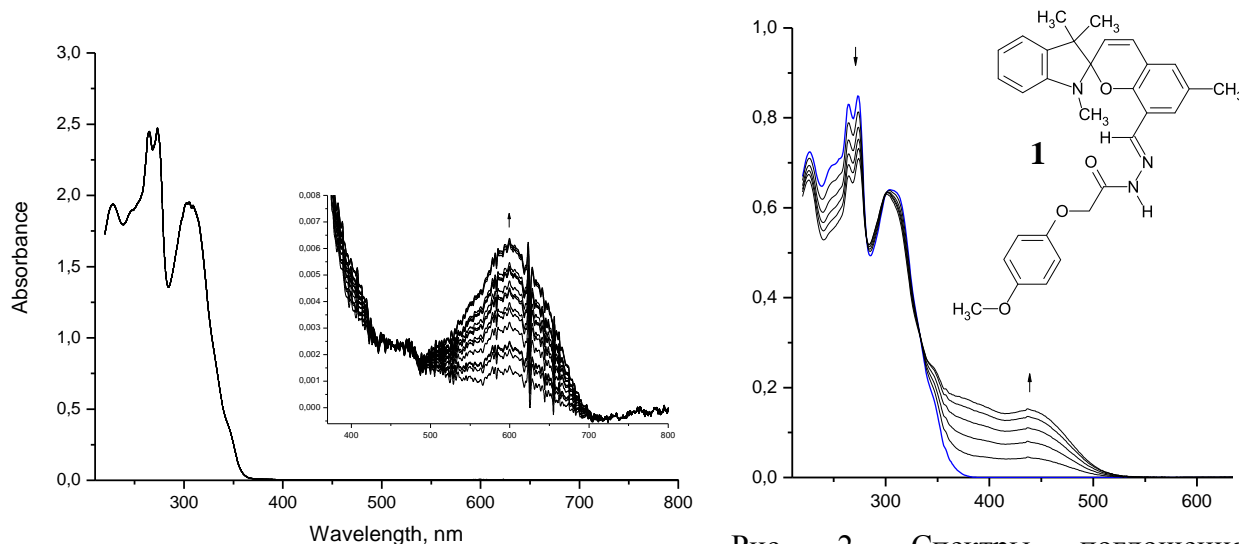 3,0
2,5
2,0
1,5
1,0
0,5
0,0
Absorbance
300
400
500
600
700
800
Wavelength, nm
0,008
0,007
0,006
0,005
0,004
0,003
0,002
0,001
0,000
400
500
600
700
800
1,0
0,8
0,6
0,4
0,2
0,0
300
400
500
600
H₃C
CH₃
N
CH₃
O
CH₃
H
1
N
O
N
H
O
H₃C
O
Рис. 2. Спектры поглощения